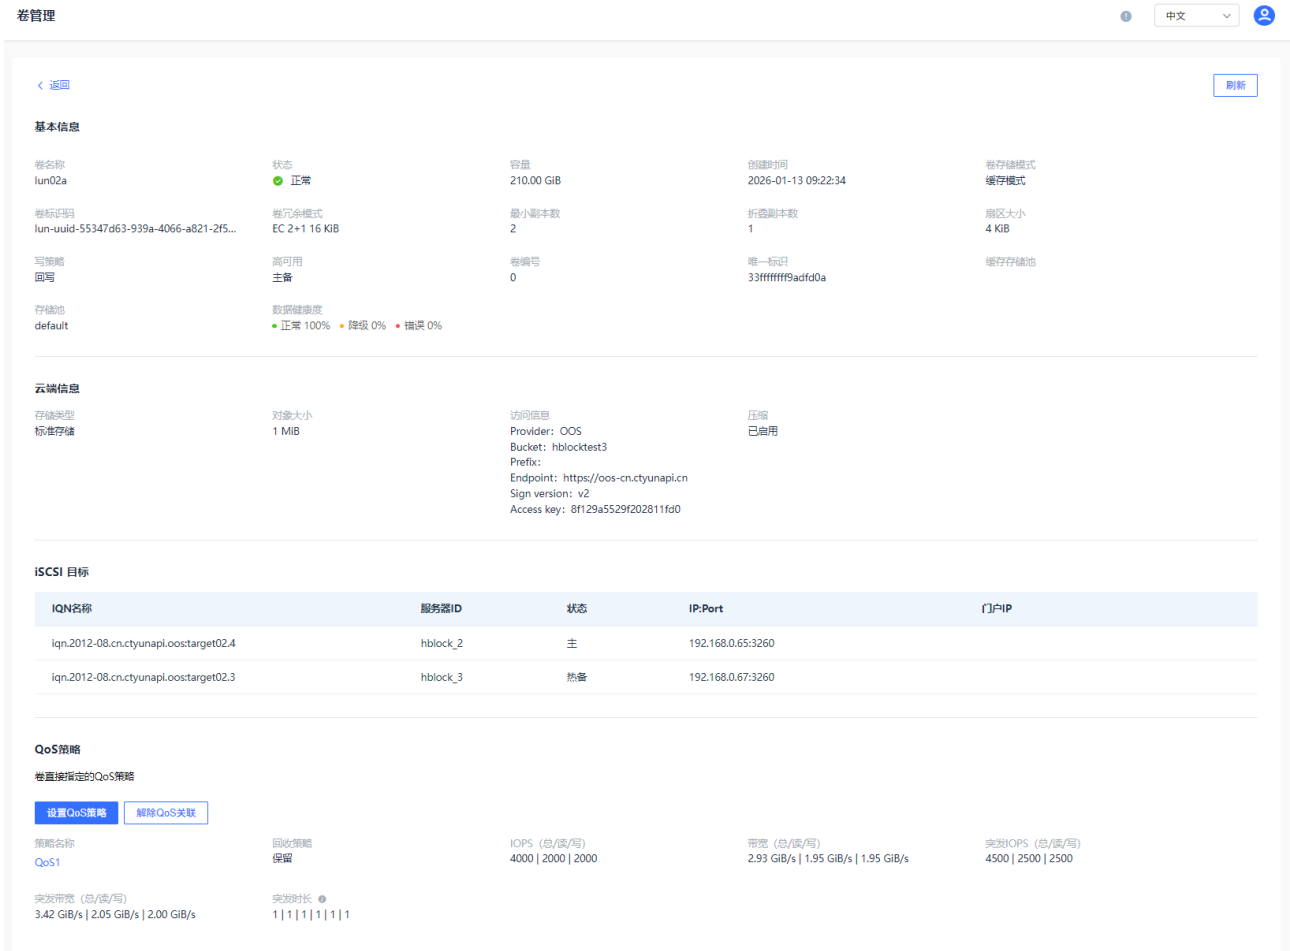 卷管理
中文
返回
刷新
基本信息
卷名称 状态 容量 创建时间 卷存储模式
lun02a 正常 210.00 GiB 2026-01-13 09:22:34 缓存模式
卷标识码 卷冗余模式 最小副本数 折叠副本数 扇区大小
lun-uuid-55347d63-939a-4066-a821-2f5... EC 2+1 16 KiB 2 1 4 KiB
写策略 高可用 卷编号 唯一标识 缓存存储池
回写 主备 0 33ffffffff9adfd0a
存储池 数据健康度
default 正常 100% 降级 0% 错误 0%
云端信息
存储类型 对象大小 访问信息 压缩
标准存储 1 MiB Provider：OOS 已启用
Bucket：hblocktest3
Prefix：
Endpoint：https://oos-cn.ctyunapi.cn
Sign version：v2
Access key：8f129a5529f202811fd0
iSCSI 目标
IQN名称 服务器ID 状态 IP:Port 门户IP
iqn.2012-08.cn.ctyunapi.oos:target02.4 hblock_2 主 192.168.0.65:3260
iqn.2012-08.cn.ctyunapi.oos:target02.3 hblock_3 热备 192.168.0.67:3260
QoS策略
卷直接指定的QoS策略
设置QoS策略 解除QoS关联
策略名称 回收策略 IOPS（总/读/写） 带宽（总/读/写） 突发IOPS（总/读/写）
QoS1 保留 4000 | 2000 | 2000 2.93 GiB/s | 1.95 GiB/s | 1.95 GiB/s 4500 | 2500 | 2500
突发带宽（总/读/写） 突发时长
3.42 GiB/s | 2.05 GiB/s | 2.00 GiB/s 1 | 1 | 1 | 1 | 1 | 1